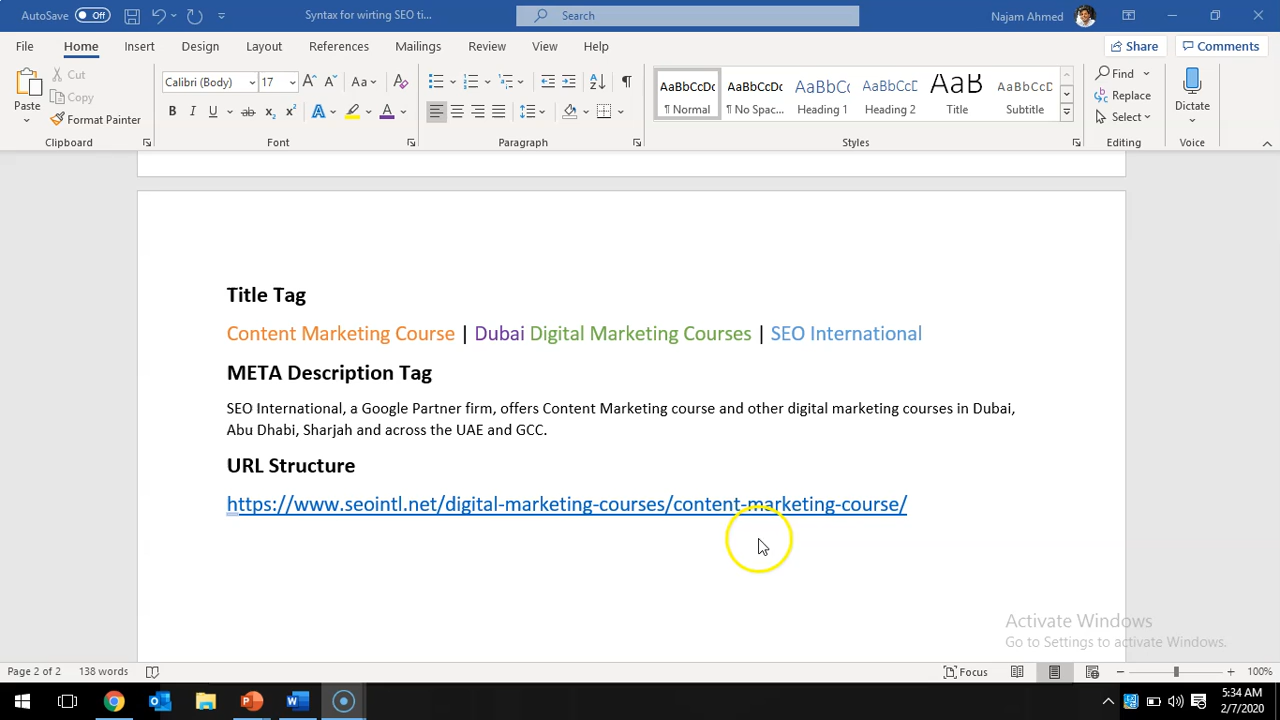 AutoSave Off Syntax for wirting SEO ti... Search Najam Ahmed
File Home Insert Design Layout References Mailings Review View Help Share Comments
Paste Cut Copy Format Painter
Calibri (Body) 17
AaBbCcDc ¶ Normal
AaBbCcDc ¶ No Spac...
AaBbCc Heading 1
AaBbCcD Heading 2
AaB Title
AaBbCcD Subtitle
Find
Replace
Select
Dictate
Clipboard Font Paragraph Styles Editing Voice
Title Tag
Content Marketing Course | Dubai Digital Marketing Courses | SEO International
META Description Tag
SEO International, a Google Partner firm, offers Content Marketing course and other digital marketing courses in Dubai,
Abu Dhabi, Sharjah and across the UAE and GCC.
URL Structure
https://www.seointl.net/digital-marketing-courses/content-marketing-course/
Activate Windows
Go to Settings to activate Windows.
Page 2 of 2 138 words Focus 100%
5:34 AM
2/7/2020